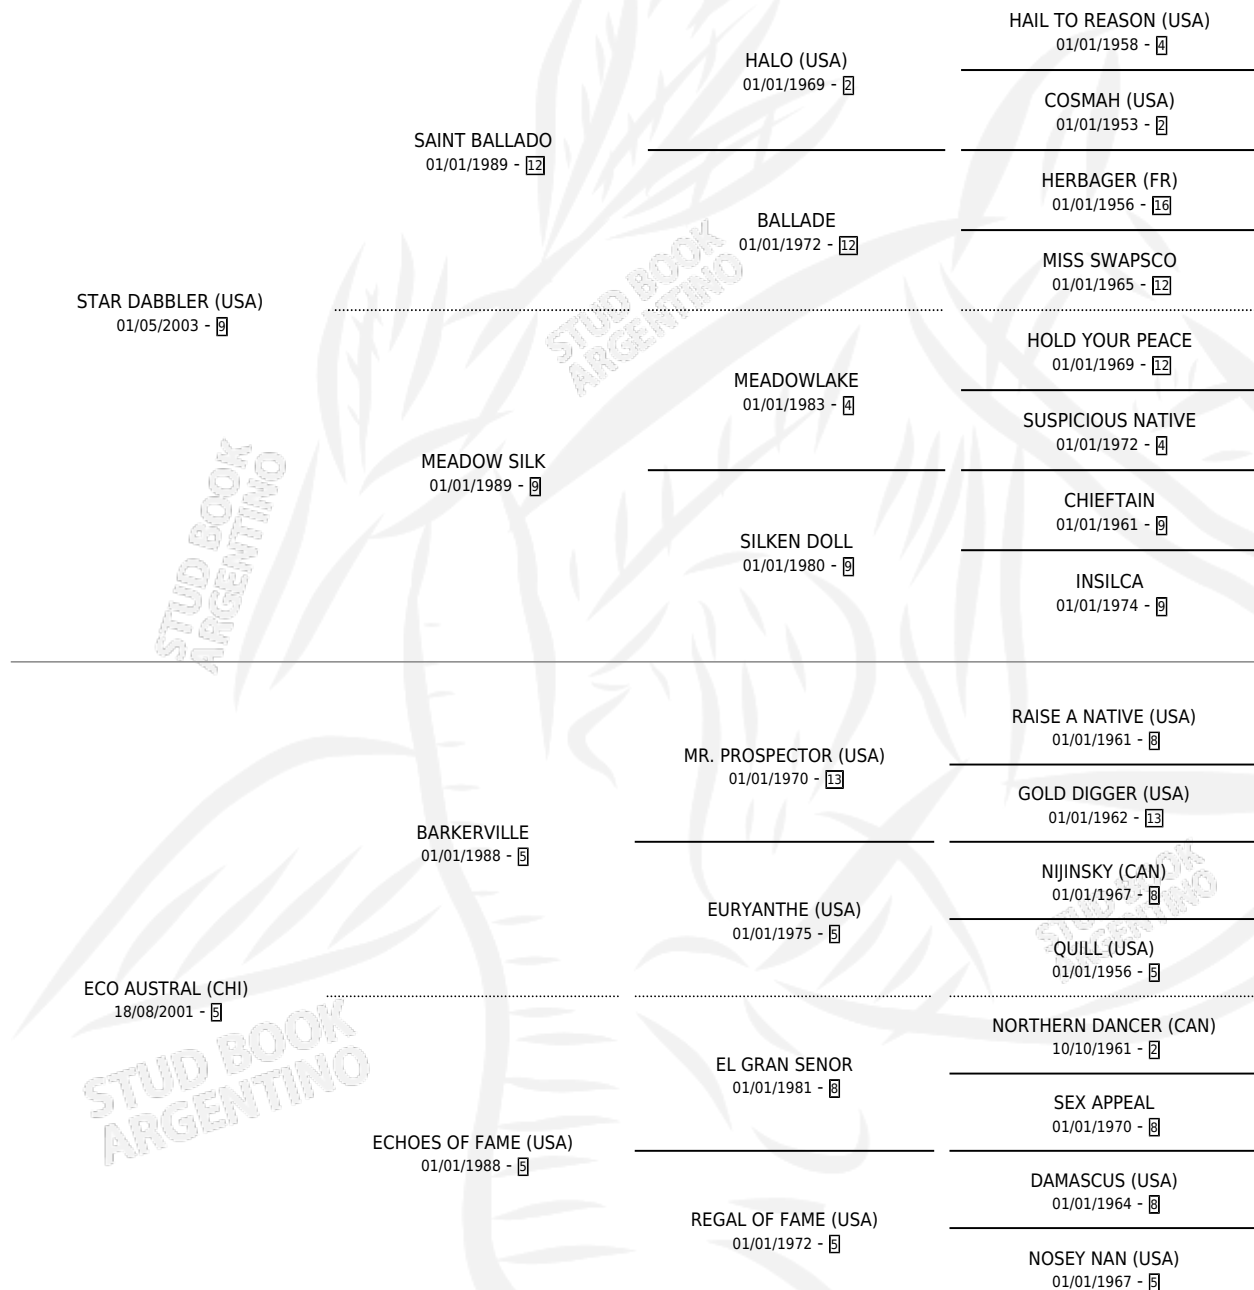 HAIL TO REASON (USA)
01/01/1958 - 4
HALO (USA)
01/01/1969 - 2
COSMAH (USA)
01/01/1953 - 2
SAINT BALLADO
01/01/1989 - 12
HERBAGER (FR)
01/01/1956 - 16
BALLADE
01/01/1972 - 12
MISS SWAPSCO
01/01/1965 - 12
STAR DABBLER (USA)
01/05/2003 - 9
STUD BOOK
ARGENTINO
HOLD YOUR PEACE
01/01/1969 - 12
MEADOWLAKE
01/01/1983 - 4
SUSPICIOUS NATIVE
01/01/1972 - 4
MEADOW SILK
01/01/1989 - 9
CHIEFTAIN
01/01/1961 - 9
SILKEN DOLL
01/01/1980 - 9
INSILCA
01/01/1974 - 9
STUD BOOK
ARGENTINO
RAISE A NATIVE (USA)
01/01/1961 - 8
MR. PROSPECTOR (USA)
01/01/1970 - 13
GOLD DIGGER (USA)
01/01/1962 - 13
BARKERVILLE
01/01/1988 - 5
NIJINSKY (CAN)
01/01/1967 - 8
EURYANTHE (USA)
01/01/1975 - 5
STUD BOOK
ARGENTINO
QUILL (USA)
01/01/1956 - 5
ECO AUSTRAL (CHI)
18/08/2001 - 5
STUD BOOK
ARGENTINO
NORTHERN DANCER (CAN)
10/10/1961 - 2
EL GRAN SENOR
01/01/1981 - 8
SEX APPEAL
01/01/1970 - 8
ECHOES OF FAME (USA)
01/01/1988 - 5
DAMASCUS (USA)
01/01/1964 - 8
REGAL OF FAME (USA)
01/01/1972 - 5
NOSEY NAN (USA)
01/01/1967 - 5